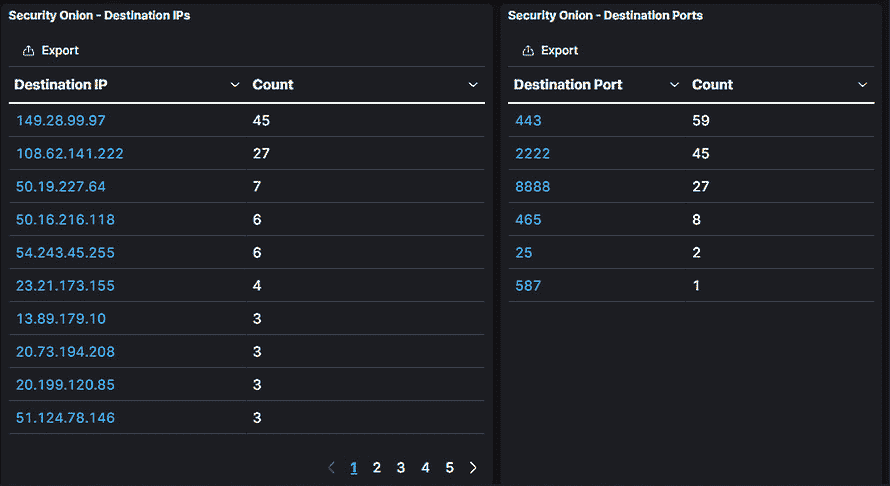 Security Onion - Destination IPs
Export
Destination IP Count
149.28.99.97 45
108.62.141.222 27
50.19.227.64 7
50.16.216.118 6
54.243.45.255 6
23.21.173.155 4
13.89.179.10 3
20.73.194.208 3
20.199.120.85 3
51.124.78.146 3
1 2 3 4 5
Security Onion - Destination Ports
Export
Destination Port Count
443 59
2222 45
8888 27
465 8
25 2
587 1